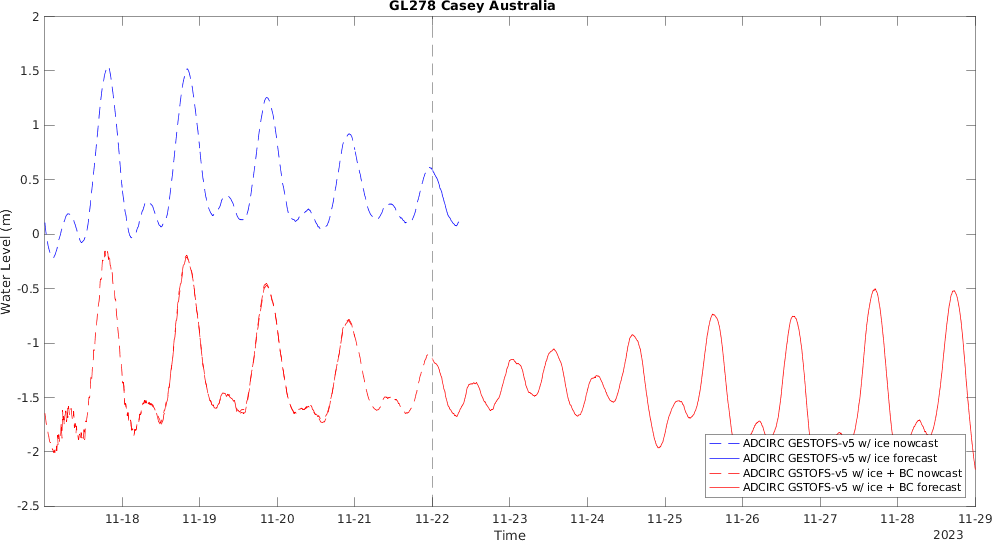 GL278 Casey Australia
Water Level (m)
2
1.5
1
0.5
0
-0.5
-1
-1.5
-2
-2.5
ADCIRC GESTOFS-v5 w/ ice nowcast
ADCIRC GESTOFS-v5 w/ ice forecast
ADCIRC GSTOFS-v5 w/ ice + BC nowcast
ADCIRC GSTOFS-v5 w/ ice + BC forecast
11-18 11-19 11-20 11-21 11-22 11-23 11-24 11-25 11-26 11-27 11-28 11-29
Time
2023